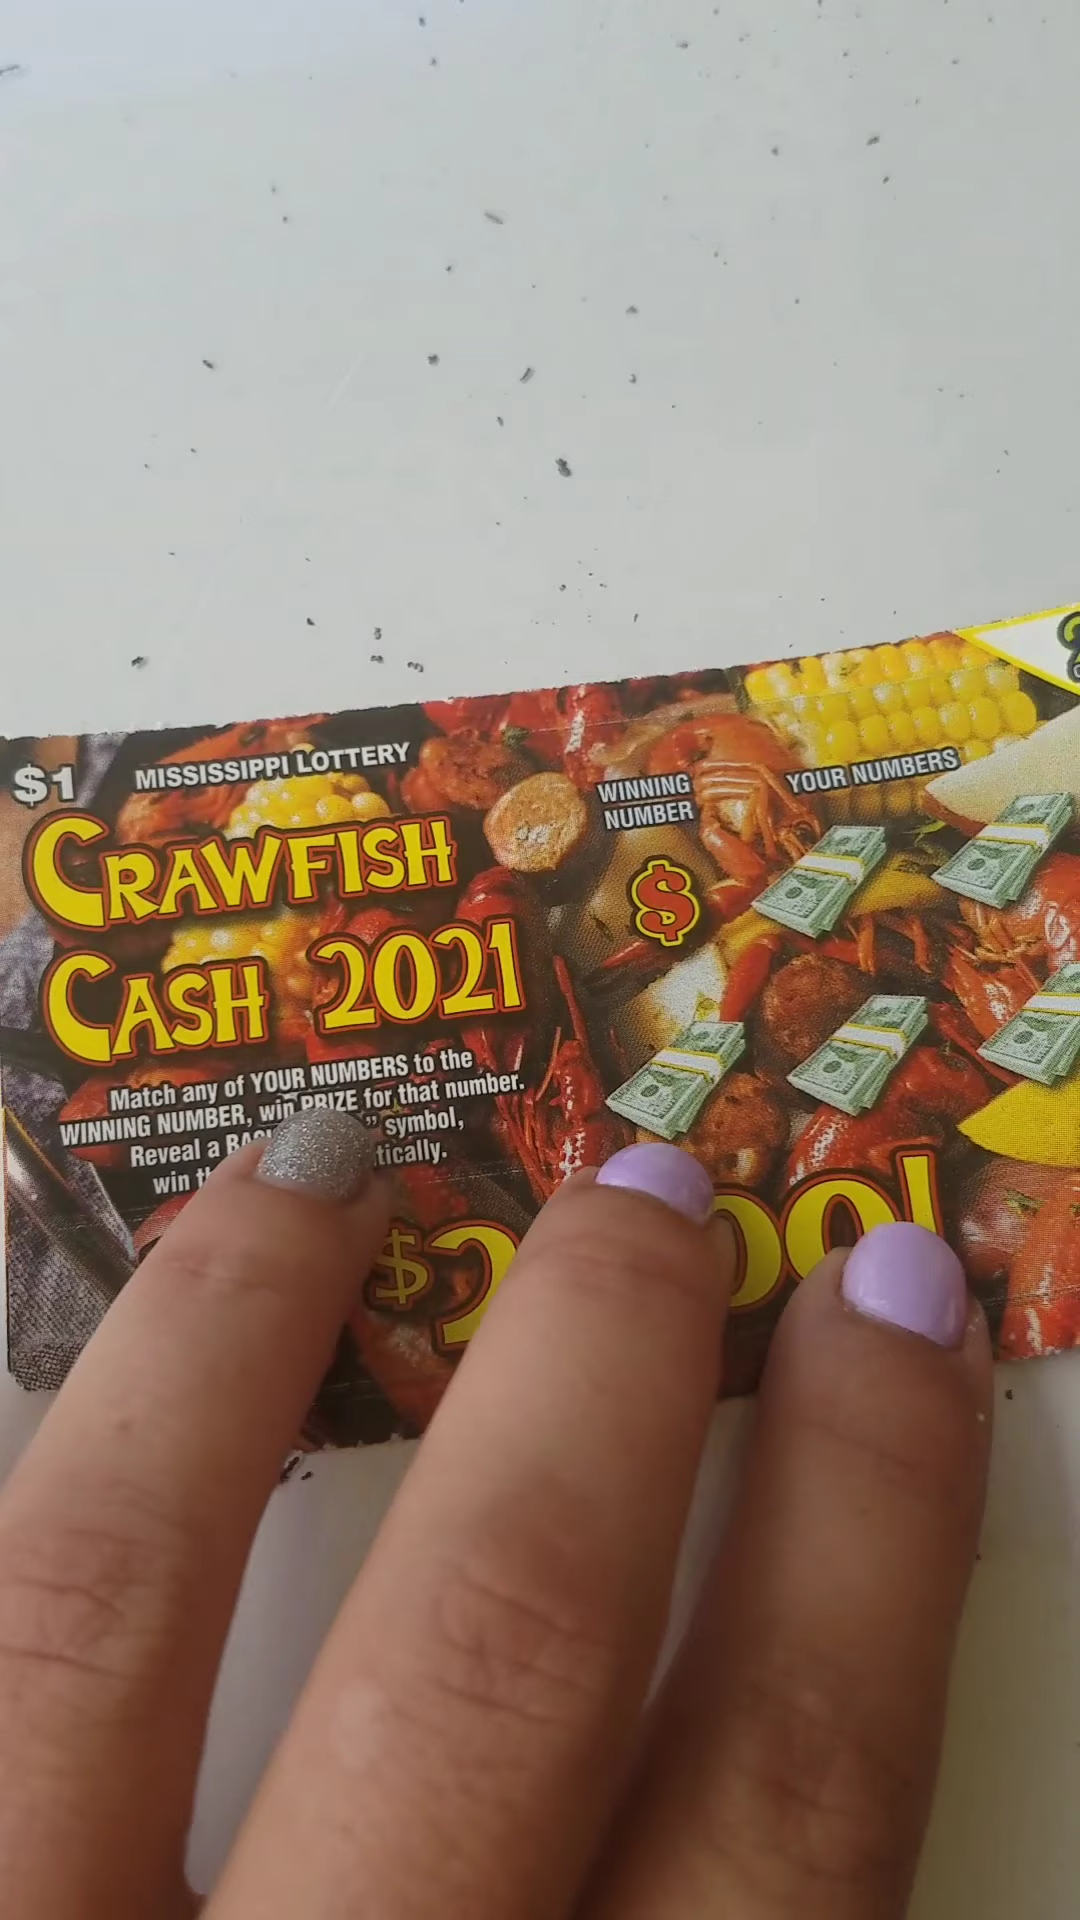 $1
MISSISSIPPI LOTTERY
CRAWFISH
CASH 2021
Match any of YOUR NUMBERS to the
WINNING NUMBER, win PRIZE for that number.
Reveal a symbol,
win
WINNING
NUMBER
$
YOUR NUMBERS